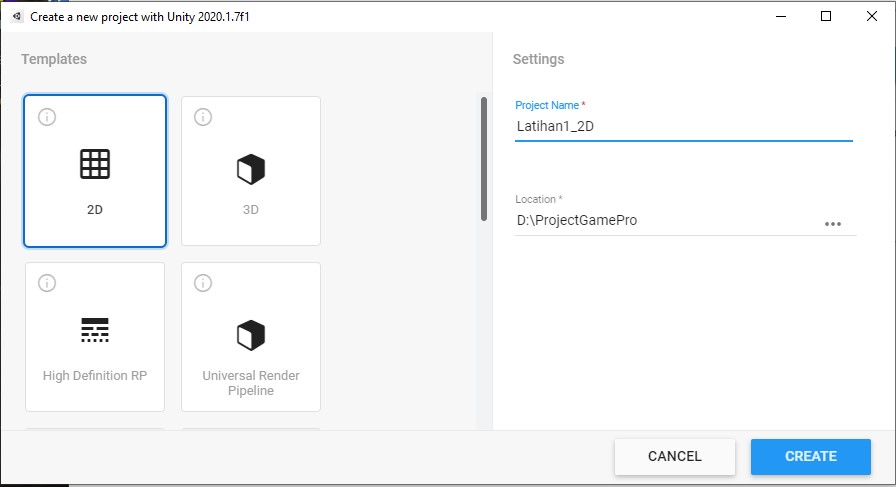 Create a new project with Unity 2020.1.7f1
Templates
2D
3D
High Definition RP
Universal Render
Pipeline
Settings
Project Name *
Latihan1_2D
Location *
D:\ProjectGamePro
CANCEL
CREATE